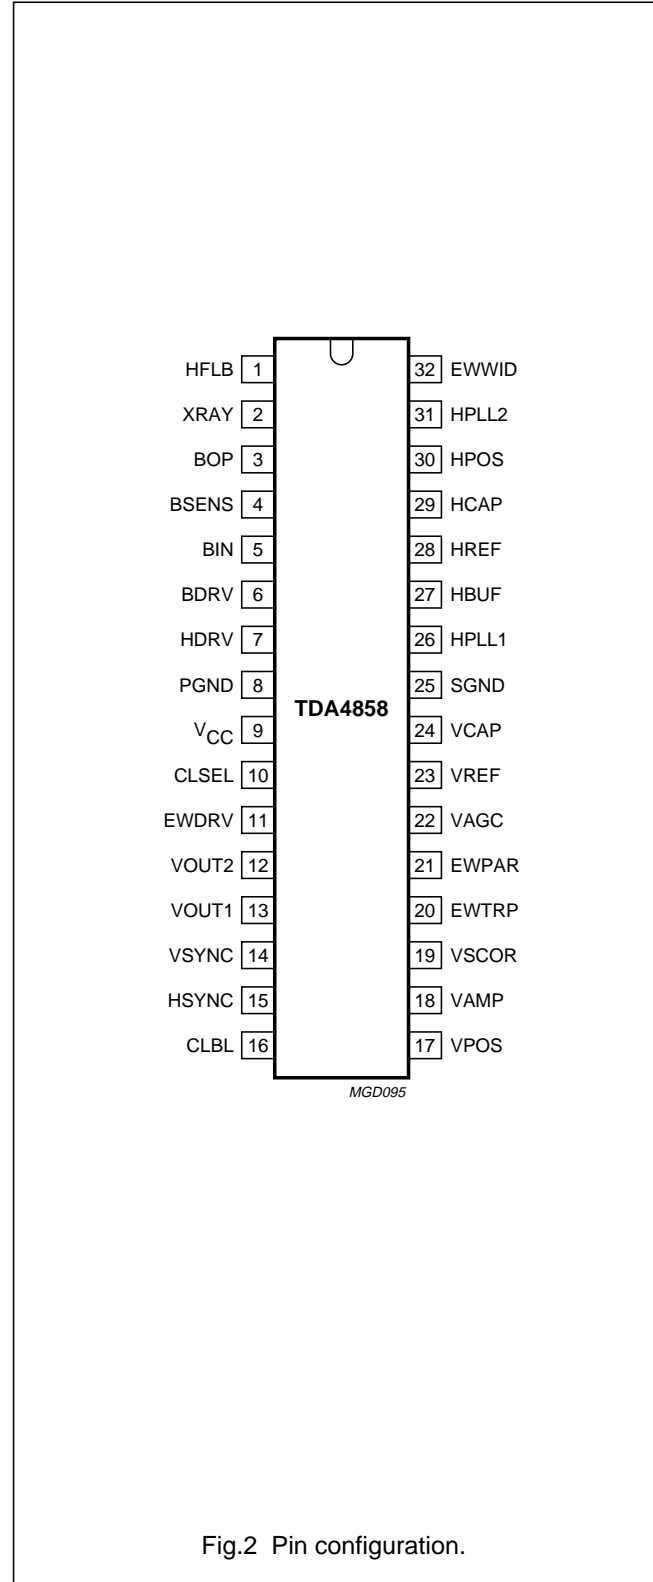 HFLB 1 32 EWWID
XRAY 2 31 HPLL2
BOP 3 30 HPOS
BSENS 4 29 HCAP
BIN 5 28 HREF
BDRV 6 27 HBUF
HDRV 7 26 HPLL1
PGND 8 25 SGND
TDA4858
VCC 9 24 VCAP
CLSEL 10 23 VREF
EWDRV 11 22 VAGC
VOUT2 12 21 EWPAR
VOUT1 13 20 EWTRP
VSYNC 14 19 VSCOR
HSYNC 15 18 VAMP
CLBL 16 17 VPOS
MGD095
Fig.2 Pin configuration.